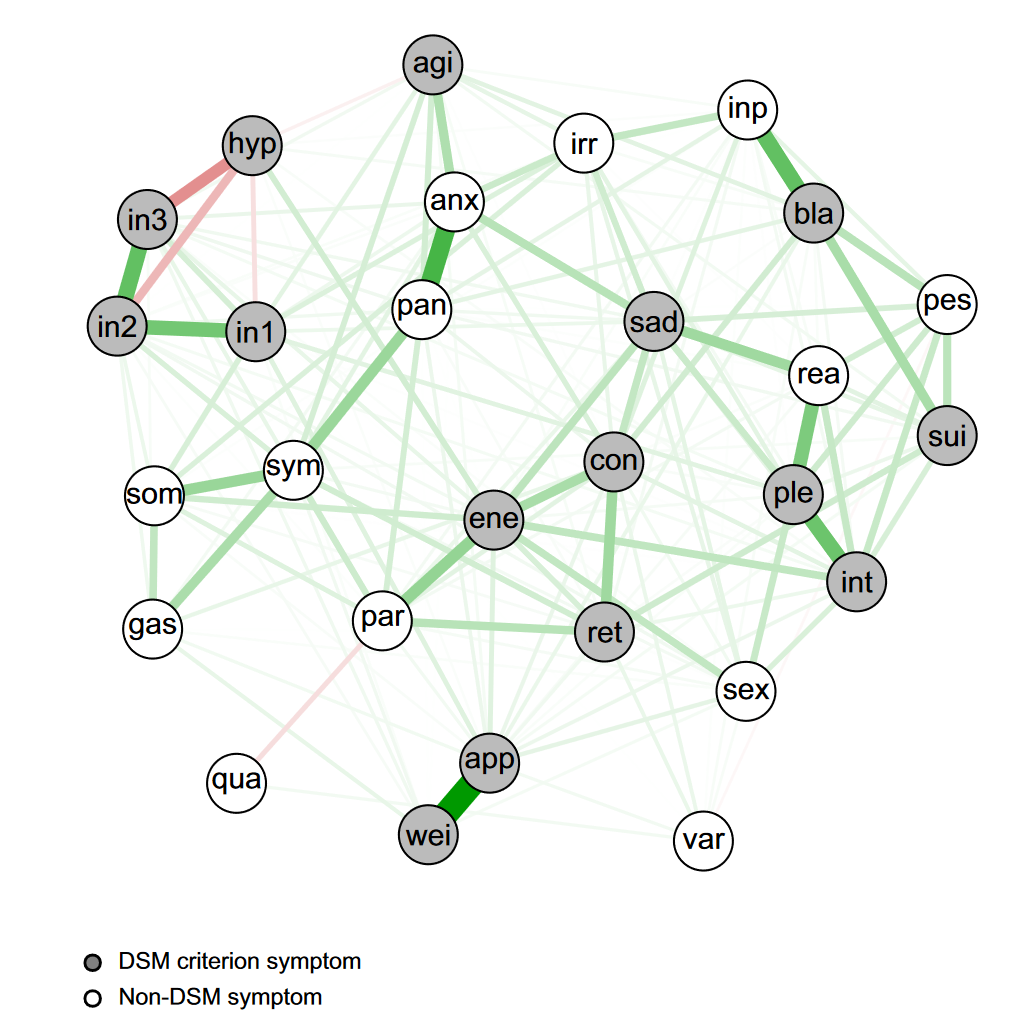 agi
inp
hyp
irr
anx
in3
bla
pan
pes
in2
in1
sad
rea
sui
con
sym
som
ple
ene
int
gas
par
ret
sex
app
qua
wei
var
DSM criterion symptom
Non-DSM symptom